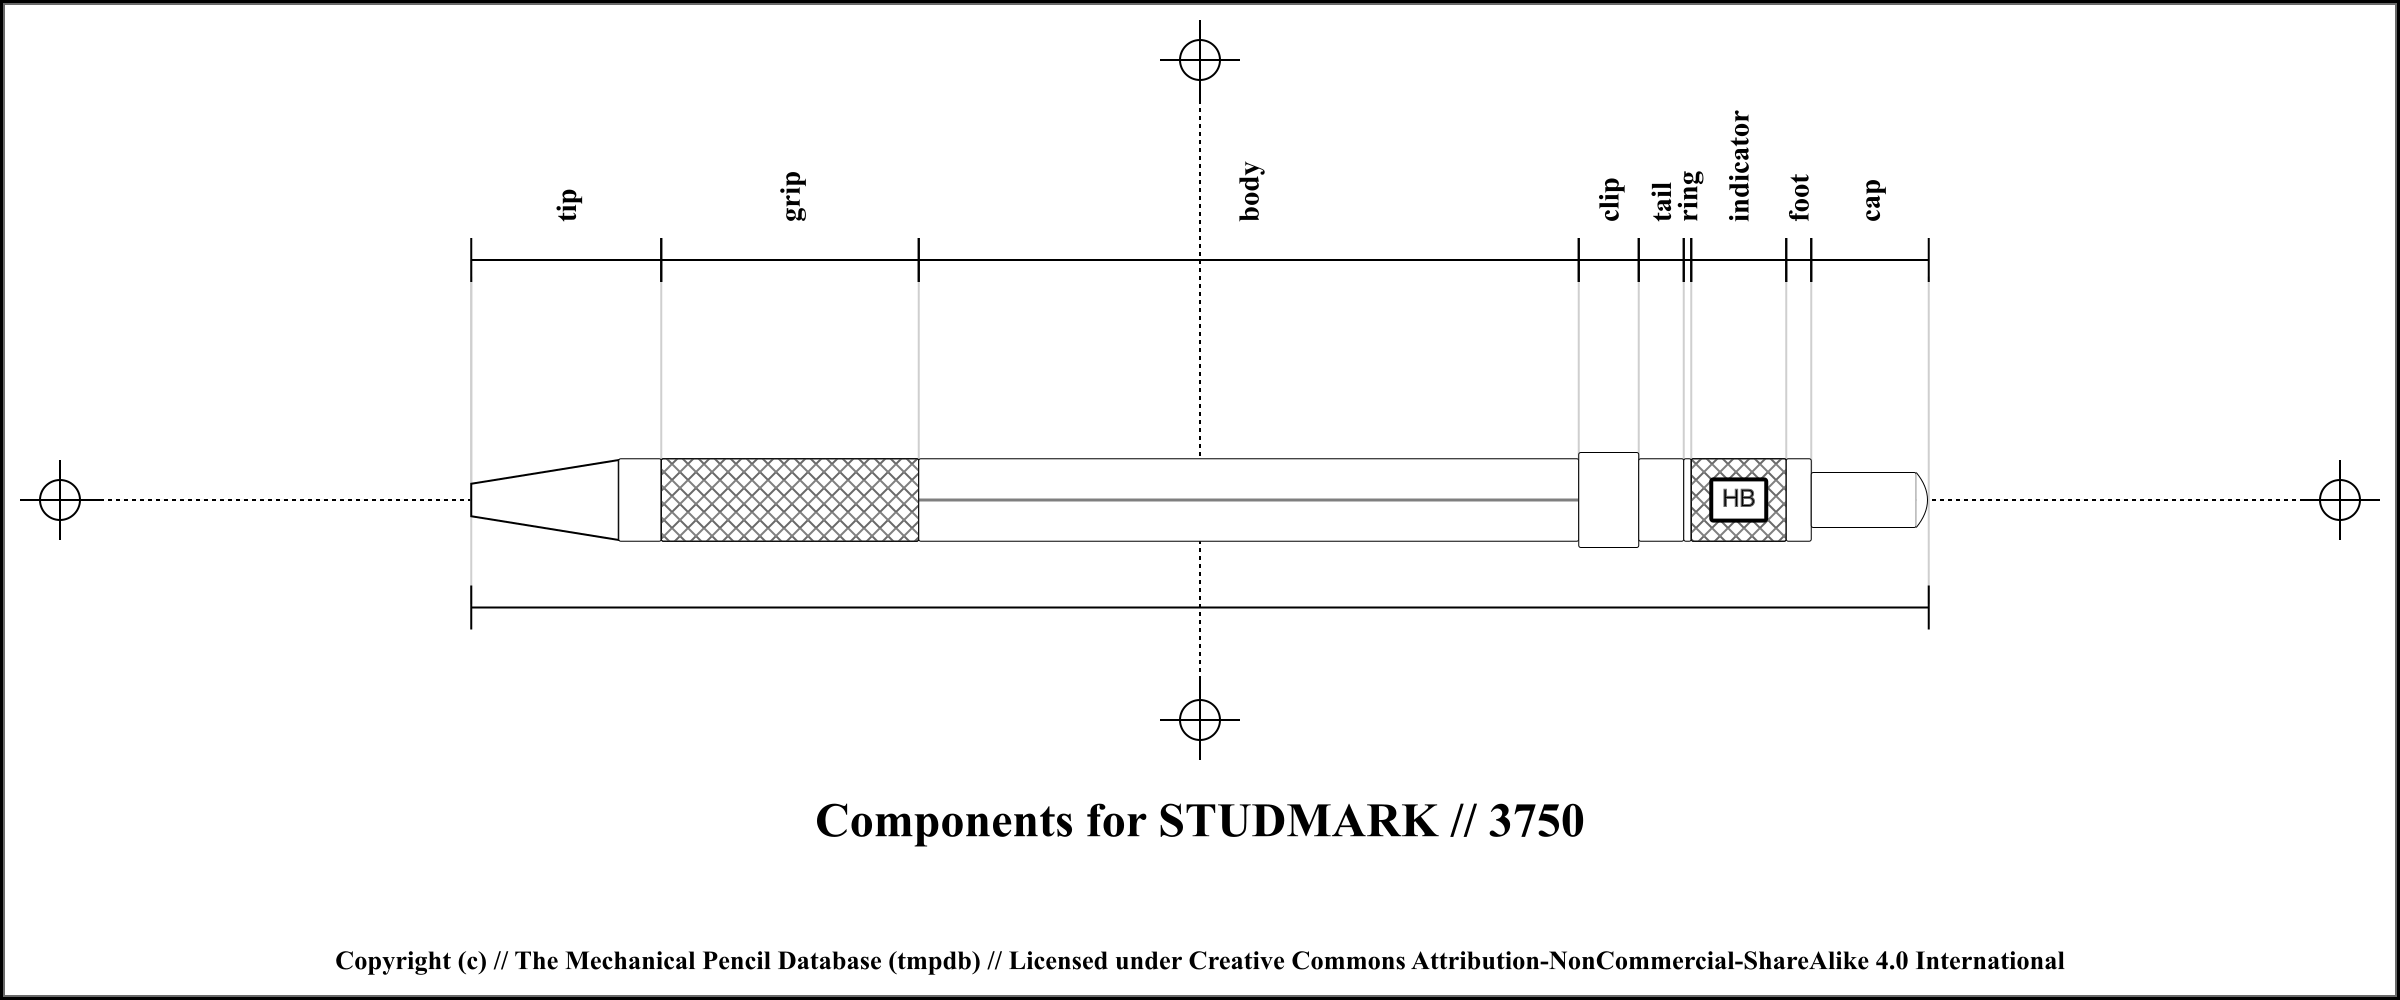 tip
grip
body
clip
tail
ring
indicator
foot
cap
HB
Components for STUDMARK // 3750
Copyright (c) // The Mechanical Pencil Database (tmpdb) // Licensed under Creative Commons Attribution-NonCommercial-ShareAlike 4.0 International